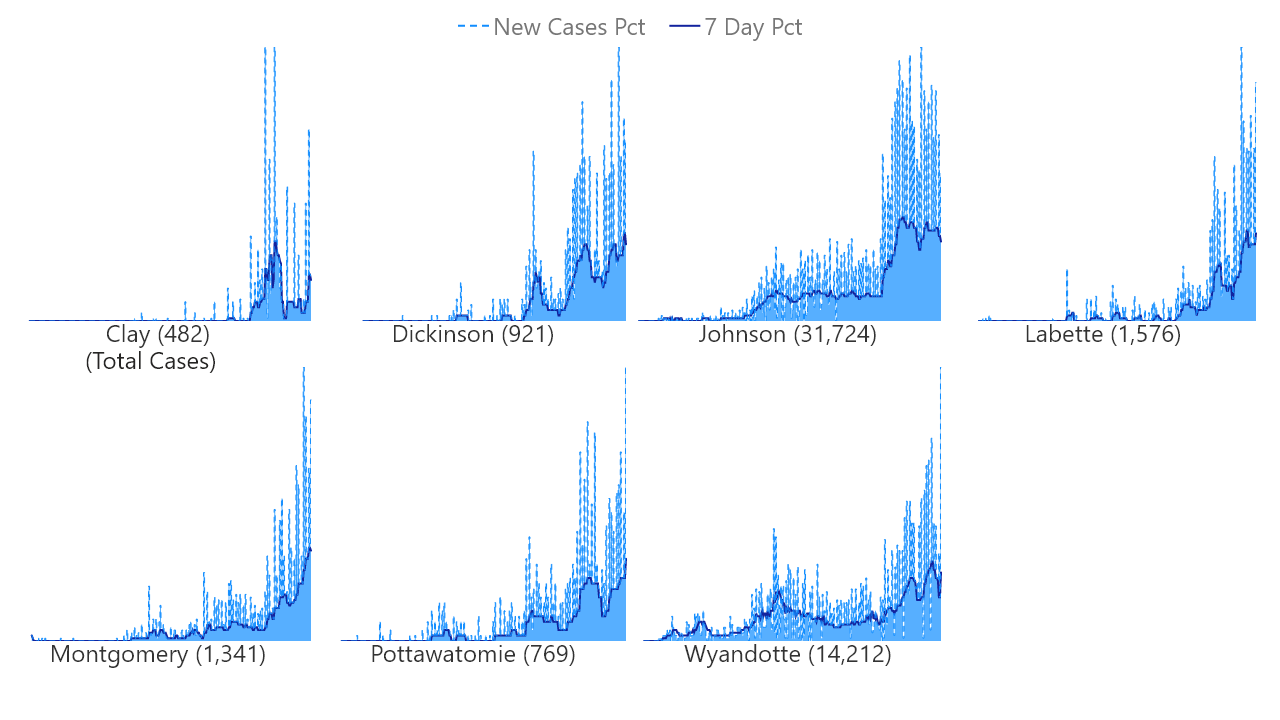 New Cases Pct 7 Day Pct
Clay (482) Dickinson (921) Johnson (31,724) Labette (1,576)
(Total Cases)
Montgomery (1,341) Pottawatomie (769) Wyandotte (14,212)